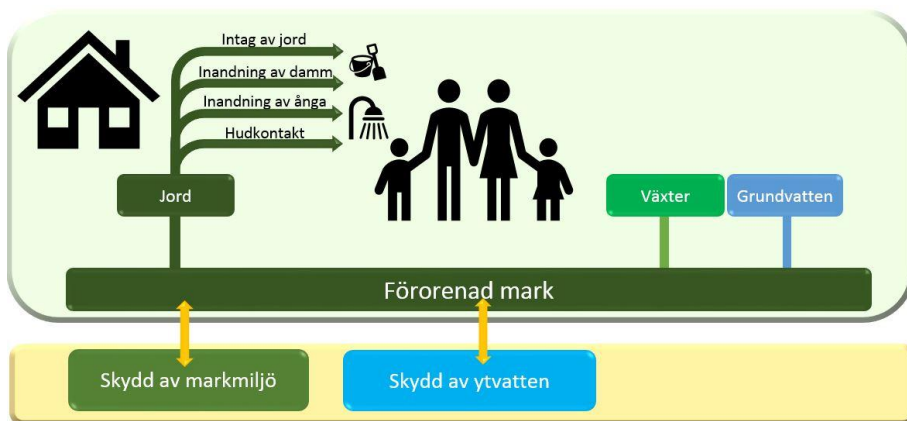 Intag av jord
Inandning av damm
Inandning av ånga
Hudkontakt
Jord
Växter
Grundvatten
Förorenad mark
Skydd av markmiljö
Skydd av ytvatten